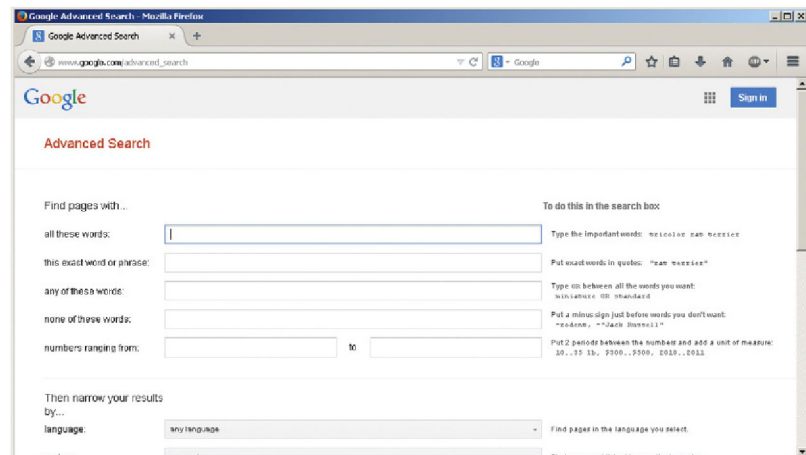 Google Advanced Search - Mozilla Firefox
Google Advanced Search
www.google.com/advanced_search
Google
Google
Sign in
Advanced Search
Find pages with...
To do this in the search box
all these words:
Type the important words: tricolor rat terrier
this exact word or phrase:
Put exact words in quotes: "rat terrier"
any of these words:
Type OR between all the words you want:
miniature OR standard
none of these words:
Put a minus sign just before words you don't want:
-rodent, -"Jack Russell"
numbers ranging from:
to
Put 2 periods between the numbers and add a unit of measure:
10..35 lb, $300..$500, 2010..2011
Then narrow your results
by...
language:
any language
Find pages in the language you select.